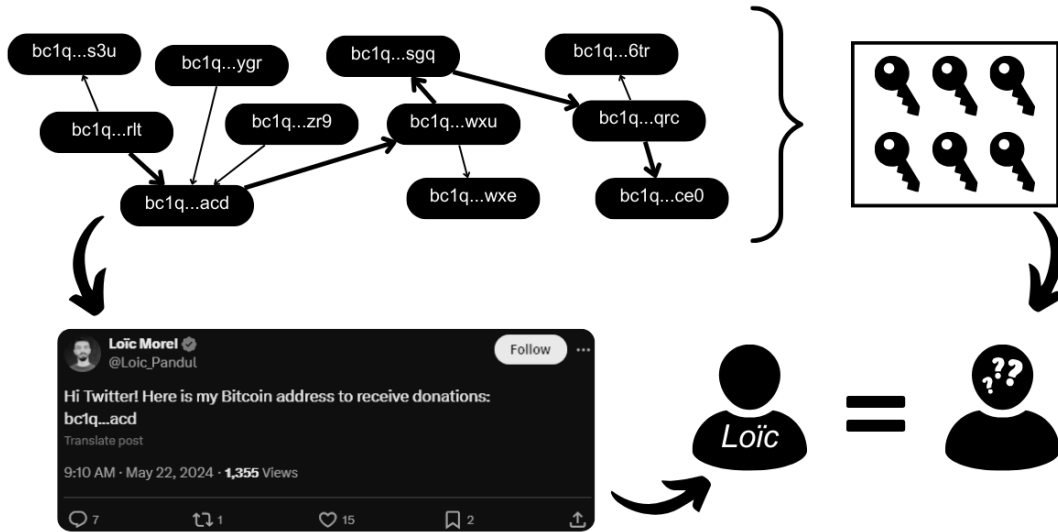 bc1q...s3u
bc1q...ygr
bc1q...sgq
bc1q...6tr
bc1q...rlt
bc1q...zr9
bc1q...wxu
bc1q...qrc
bc1q...acd
bc1q...wxe
bc1q...ce0
Loïc Morel
@Loic_Pandul
Follow
Hi Twitter! Here is my Bitcoin address to receive donations:
bc1q...acd
Translate post
9:10 AM · May 22, 2024 · 1,355 Views
7 1 15 2
Loïc
=
???